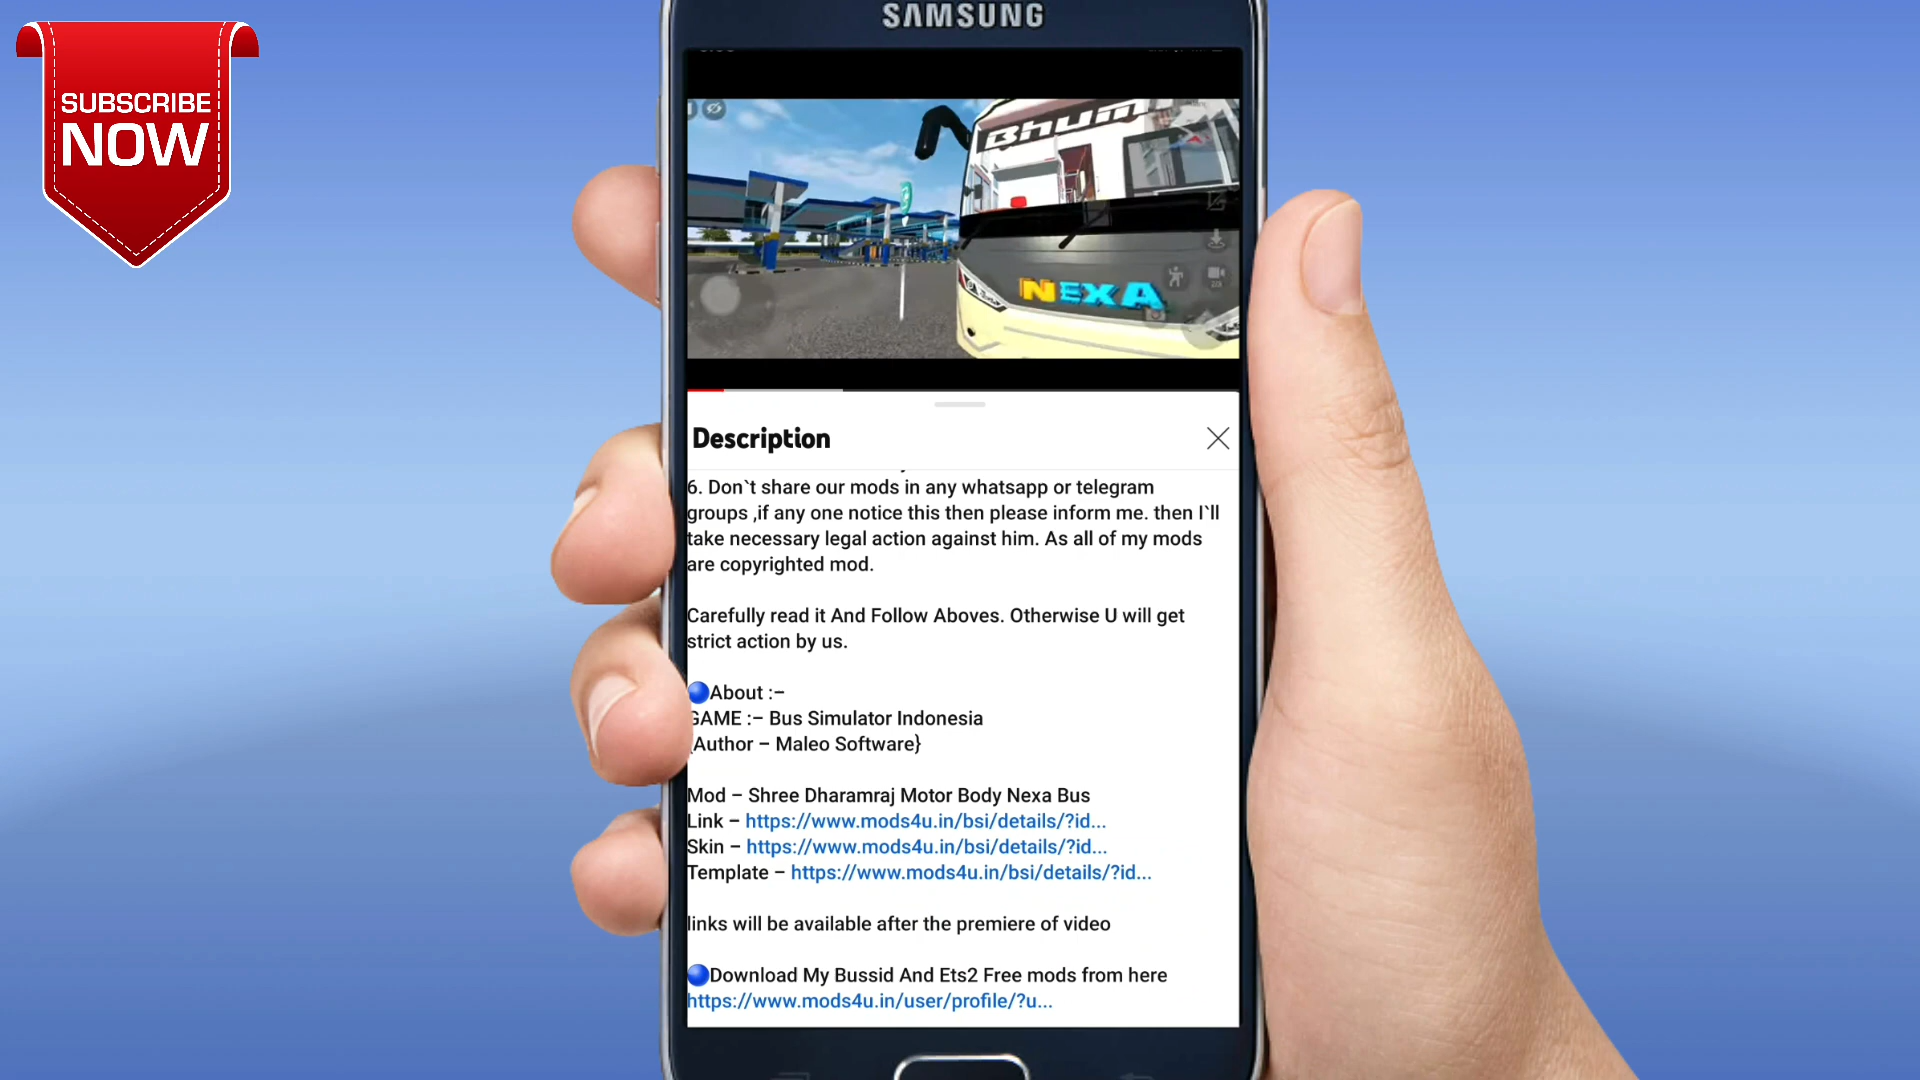 SUBSCRIBE
NOW
SAMSUNG
Bhum
NEXA
Description
6. Don`t share our mods in any whatsapp or telegram
groups ,if any one notice this then please inform me. then I`ll
take necessary legal action against him. As all of my mods
are copyrighted mod.
Carefully read it And Follow Aboves. Otherwise U will get
strict action by us.
🔵About :–
GAME :– Bus Simulator Indonesia
{Author – Maleo Software}
Mod – Shree Dharamraj Motor Body Nexa Bus
Link – https://www.mods4u.in/bsi/details/?id...
Skin – https://www.mods4u.in/bsi/details/?id...
Template – https://www.mods4u.in/bsi/details/?id...
links will be available after the premiere of video
🔵Download My Bussid And Ets2 Free mods from here
https://www.mods4u.in/user/profile/?u...